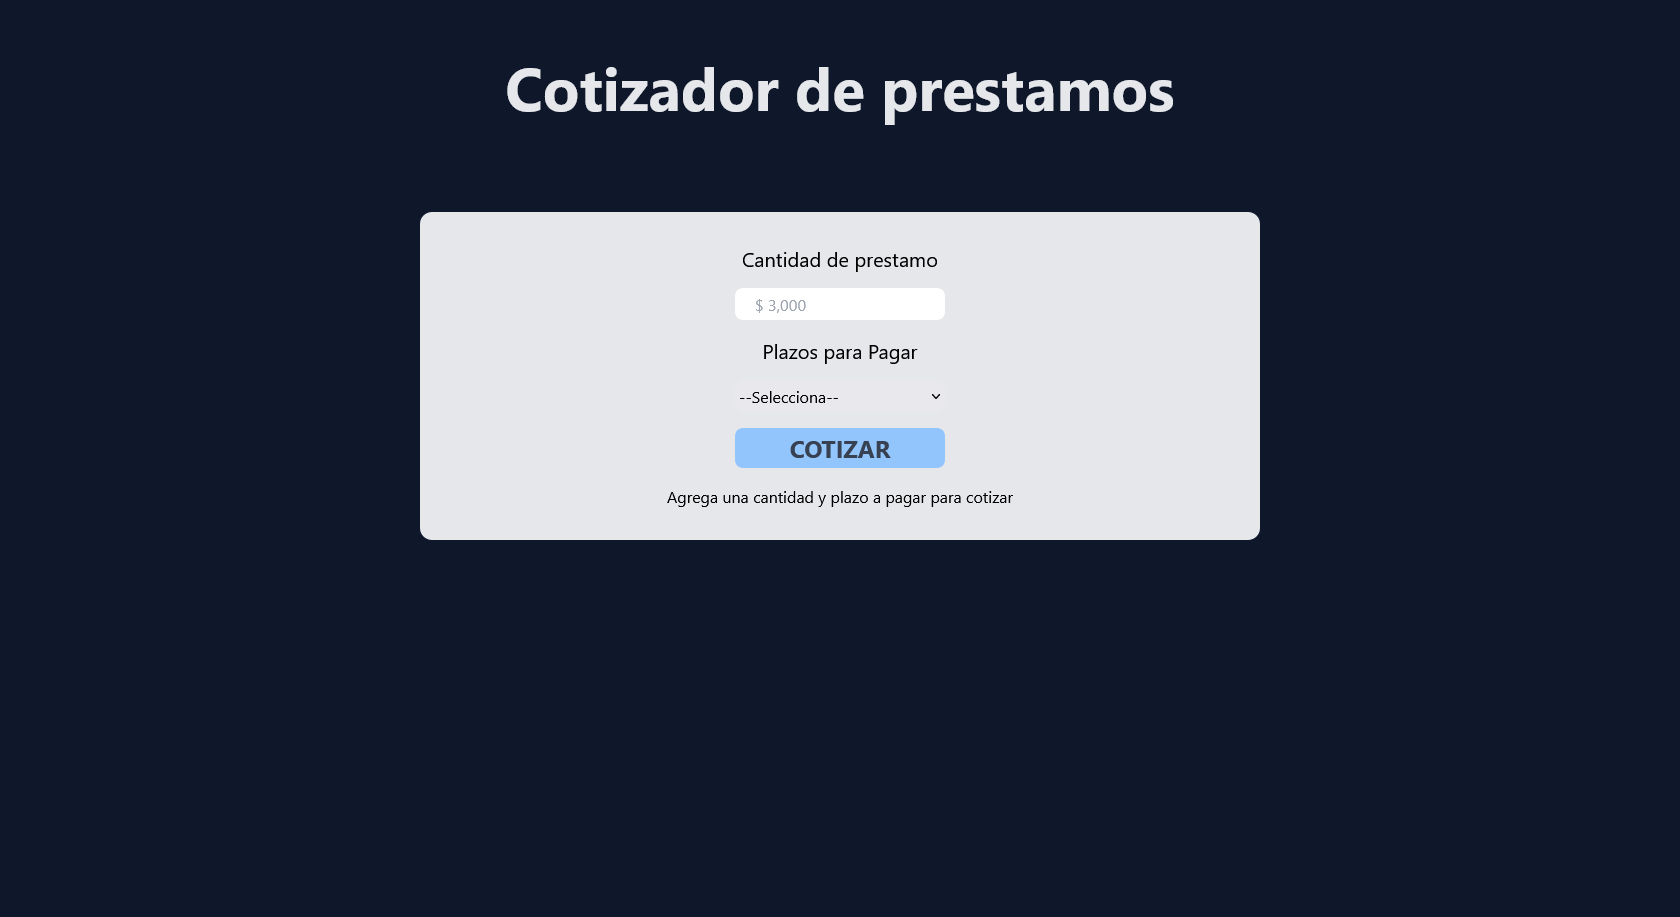 Cotizador de prestamos
Cantidad de prestamo
$ 3,000
Plazos para Pagar
--Selecciona--
COTIZAR
Agrega una cantidad y plazo a pagar para cotizar